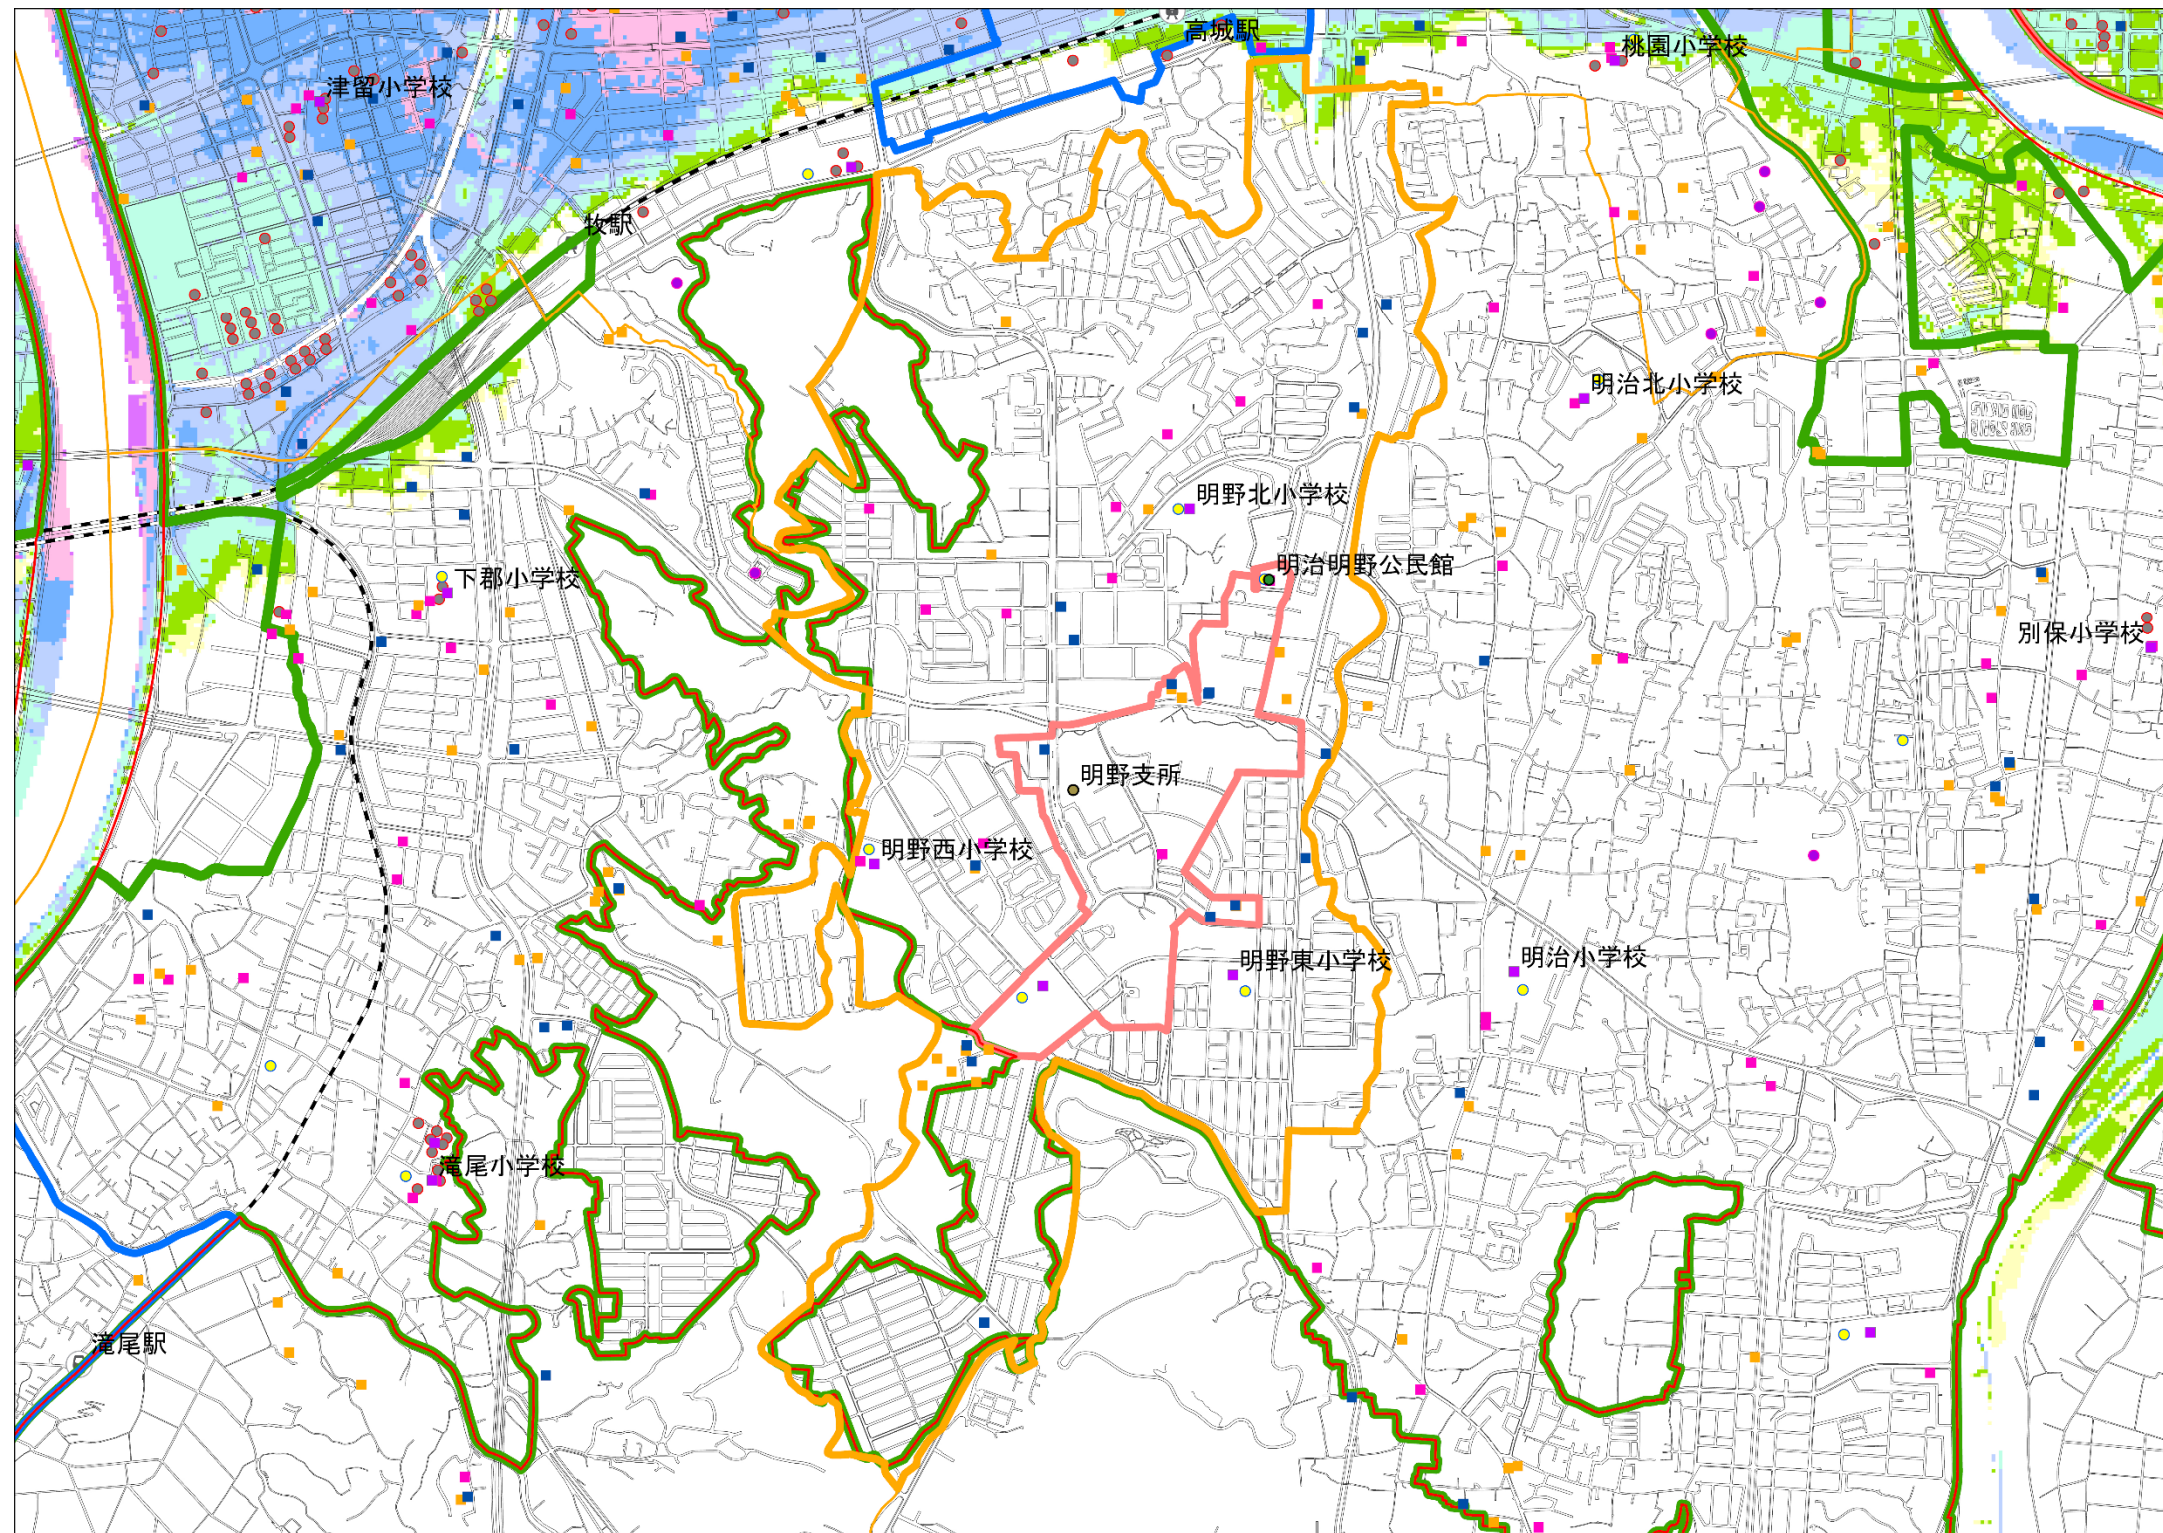 高城駅
桃園小学校
津留小学校
牧駅
明治北小学校
明野北小学校
明治明野公民館
下郡小学校
別保小学校
明野支所
明野西小学校
明野東小学校
明治小学校
滝尾小学校
滝尾駅